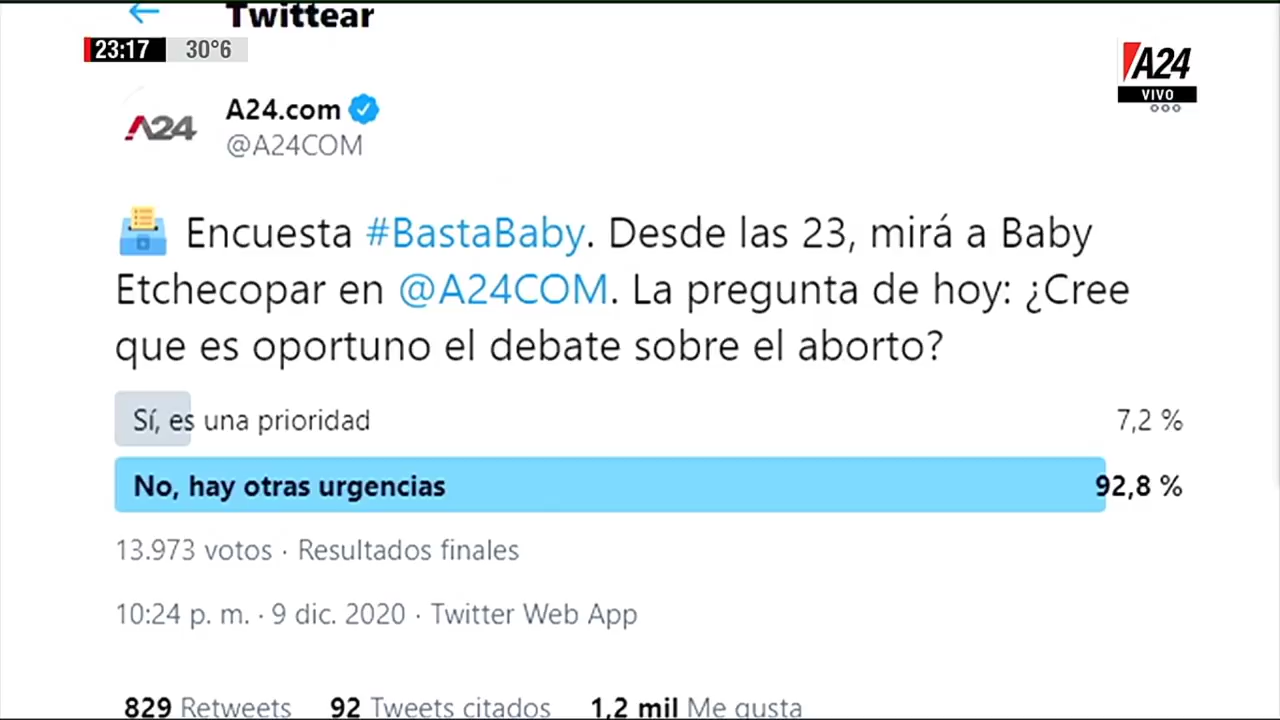 Twittear
23:17 30°6
A24
VIVO
A24
A24.com
@A24COM
Encuesta #BastaBaby. Desde las 23, mirá a Baby
Etchecopar en @A24COM. La pregunta de hoy: ¿Cree
que es oportuno el debate sobre el aborto?
Sí, es una prioridad 7,2 %
No, hay otras urgencias 92,8 %
13.973 votos · Resultados finales
10:24 p. m. · 9 dic. 2020 · Twitter Web App
829 Retweets 92 Tweets citados 1,2 mil Me gusta